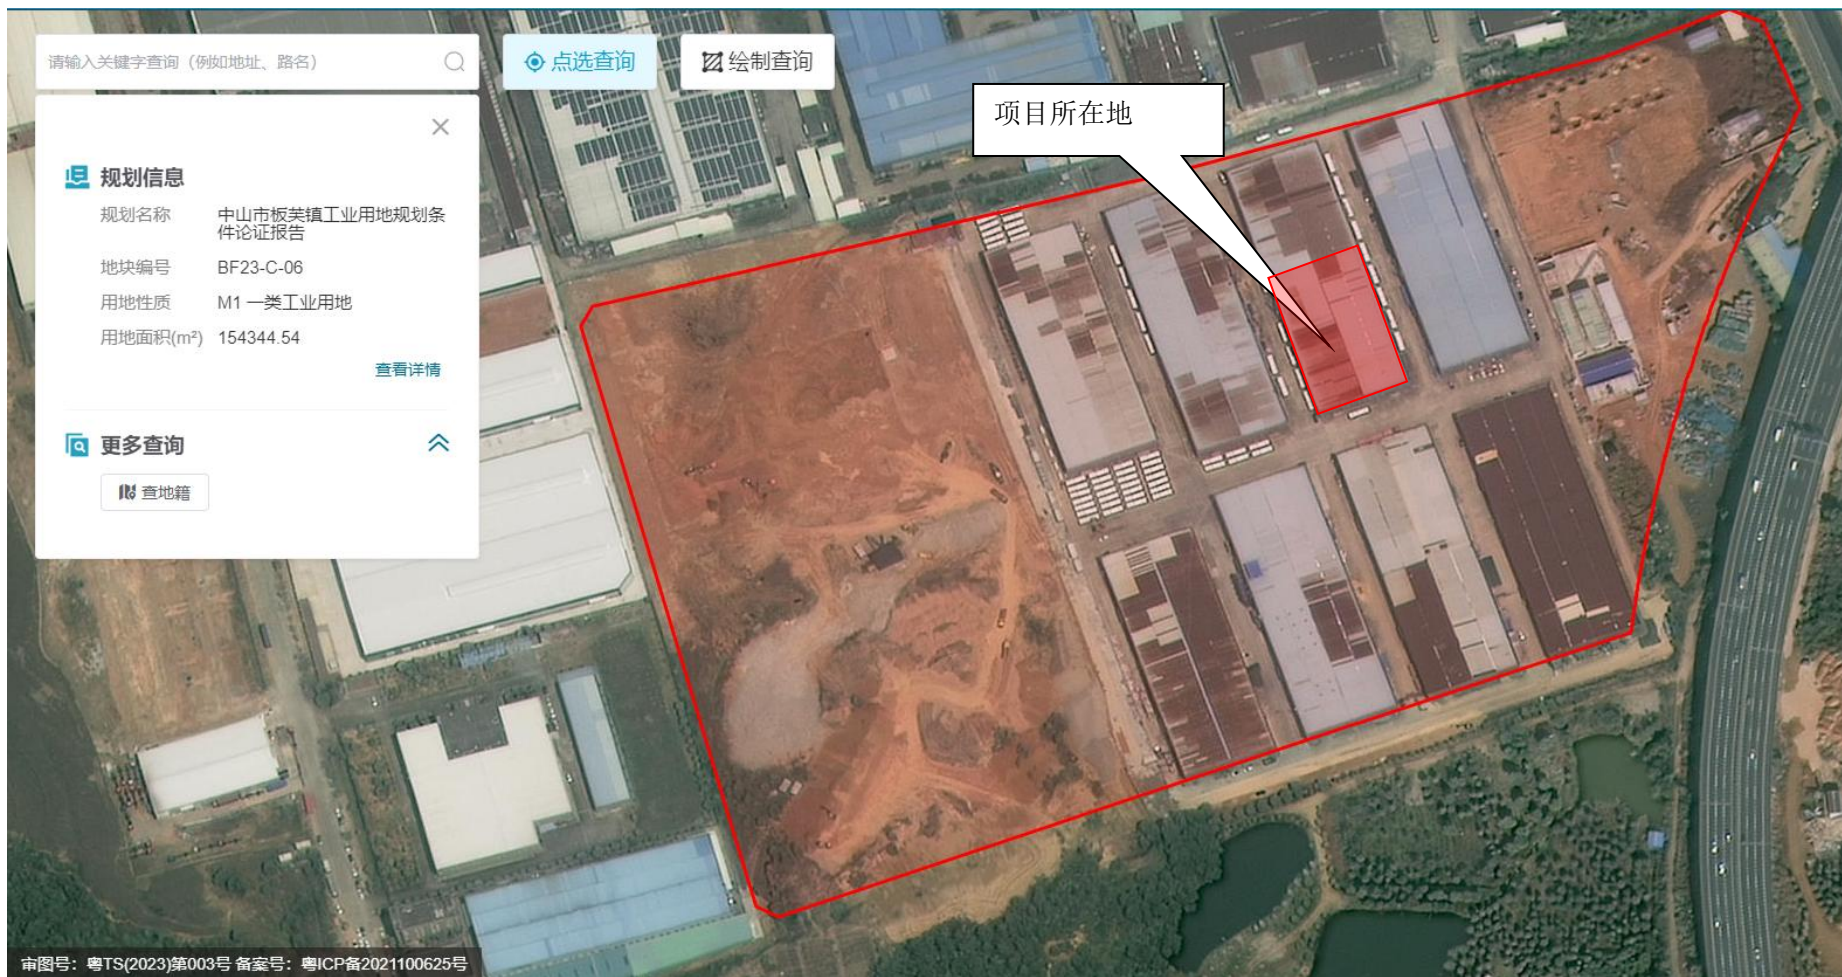 请输入关键字查询（例如地址、路名）
点选查询
绘制查询
项目所在地
规划信息
规划名称 中山市板芙镇工业用地规划条
件论证报告
地块编号 BF23-C-06
用地性质 M1 一类工业用地
用地面积(m²) 154344.54
查看详情
更多查询
查地籍
审图号：粤TS(2023)第003号 备案号：粤ICP备2021100625号